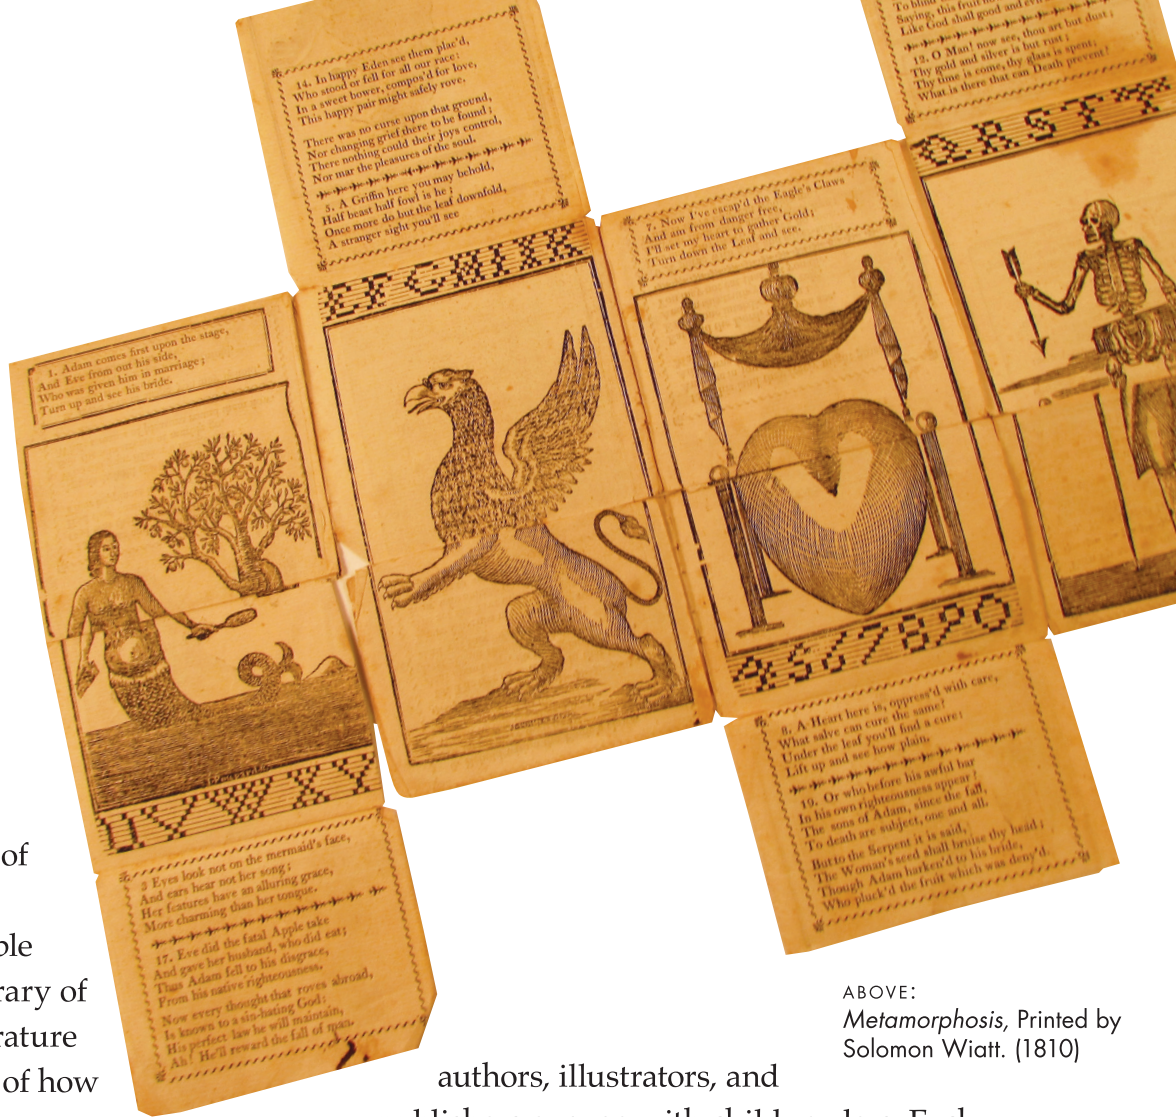 14. In happy Eden see them plac'd,
Who stood or fell for all our race:
In a sweet bower, compos'd for love,
This happy pair might safely rove.
There was no curse upon that ground,
Nor changing grief there to be found;
There nothing could their joys control,
Nor mar the pleasures of the soul.
5. A Griffin here you may behold,
Half beast half fowl is he;
Once more do but the leaf downfold,
A stranger sight you'll see
EFGMIK
1. Adam comes first upon the stage,
And Eve from out his side,
Who was given him in marriage;
Turn up and see his bride.
UVWXY
3 Eyes look not on the mermaid's face,
And ears hear not her song;
Her features have an alluring grace,
More charming than her tongue.
17. Eve did the fatal Apple take
And gave her husband, who did eat;
Thus Adam fell to his disgrace,
From his native righteousness.
Now every thought that roves abroad,
Is known to a sin-hating God:
His perfect law he will maintain,
Ah! He'll reward the fall of man.
7. Now I've escap'd the Eagle's Claws
And am from danger free,
I'll set my heart to gather Gold;
Turn down the Leaf and see.
4567890
8. A Heart here is, oppress'd with care,
What salve can cure the same?
Under the leaf you'll find a cure:
Lift up and see how plain.
19. Or who before his awful bar
In his own righteousness appear?
The sons of Adam, since the fall,
To death are subject, one and all.
But to the Serpent it is said,
The Woman's seed shall bruise thy head;
Though Adam harken'd to his bride,
Who pluck'd the fruit which was deny'd.
To blind
Saying, this fruit
Like God shall good and evil
12. O Man! now see, thou art but dust;
Thy gold and silver is but rust;
Thy time is come, thy glass is spent,
What is there that can Death prevent?
QRSTY
of
ble
rary of
rature
of how
ABOVE:
Metamorphosis, Printed by
Solomon Wiatt. (1810)
authors, illustrators, and